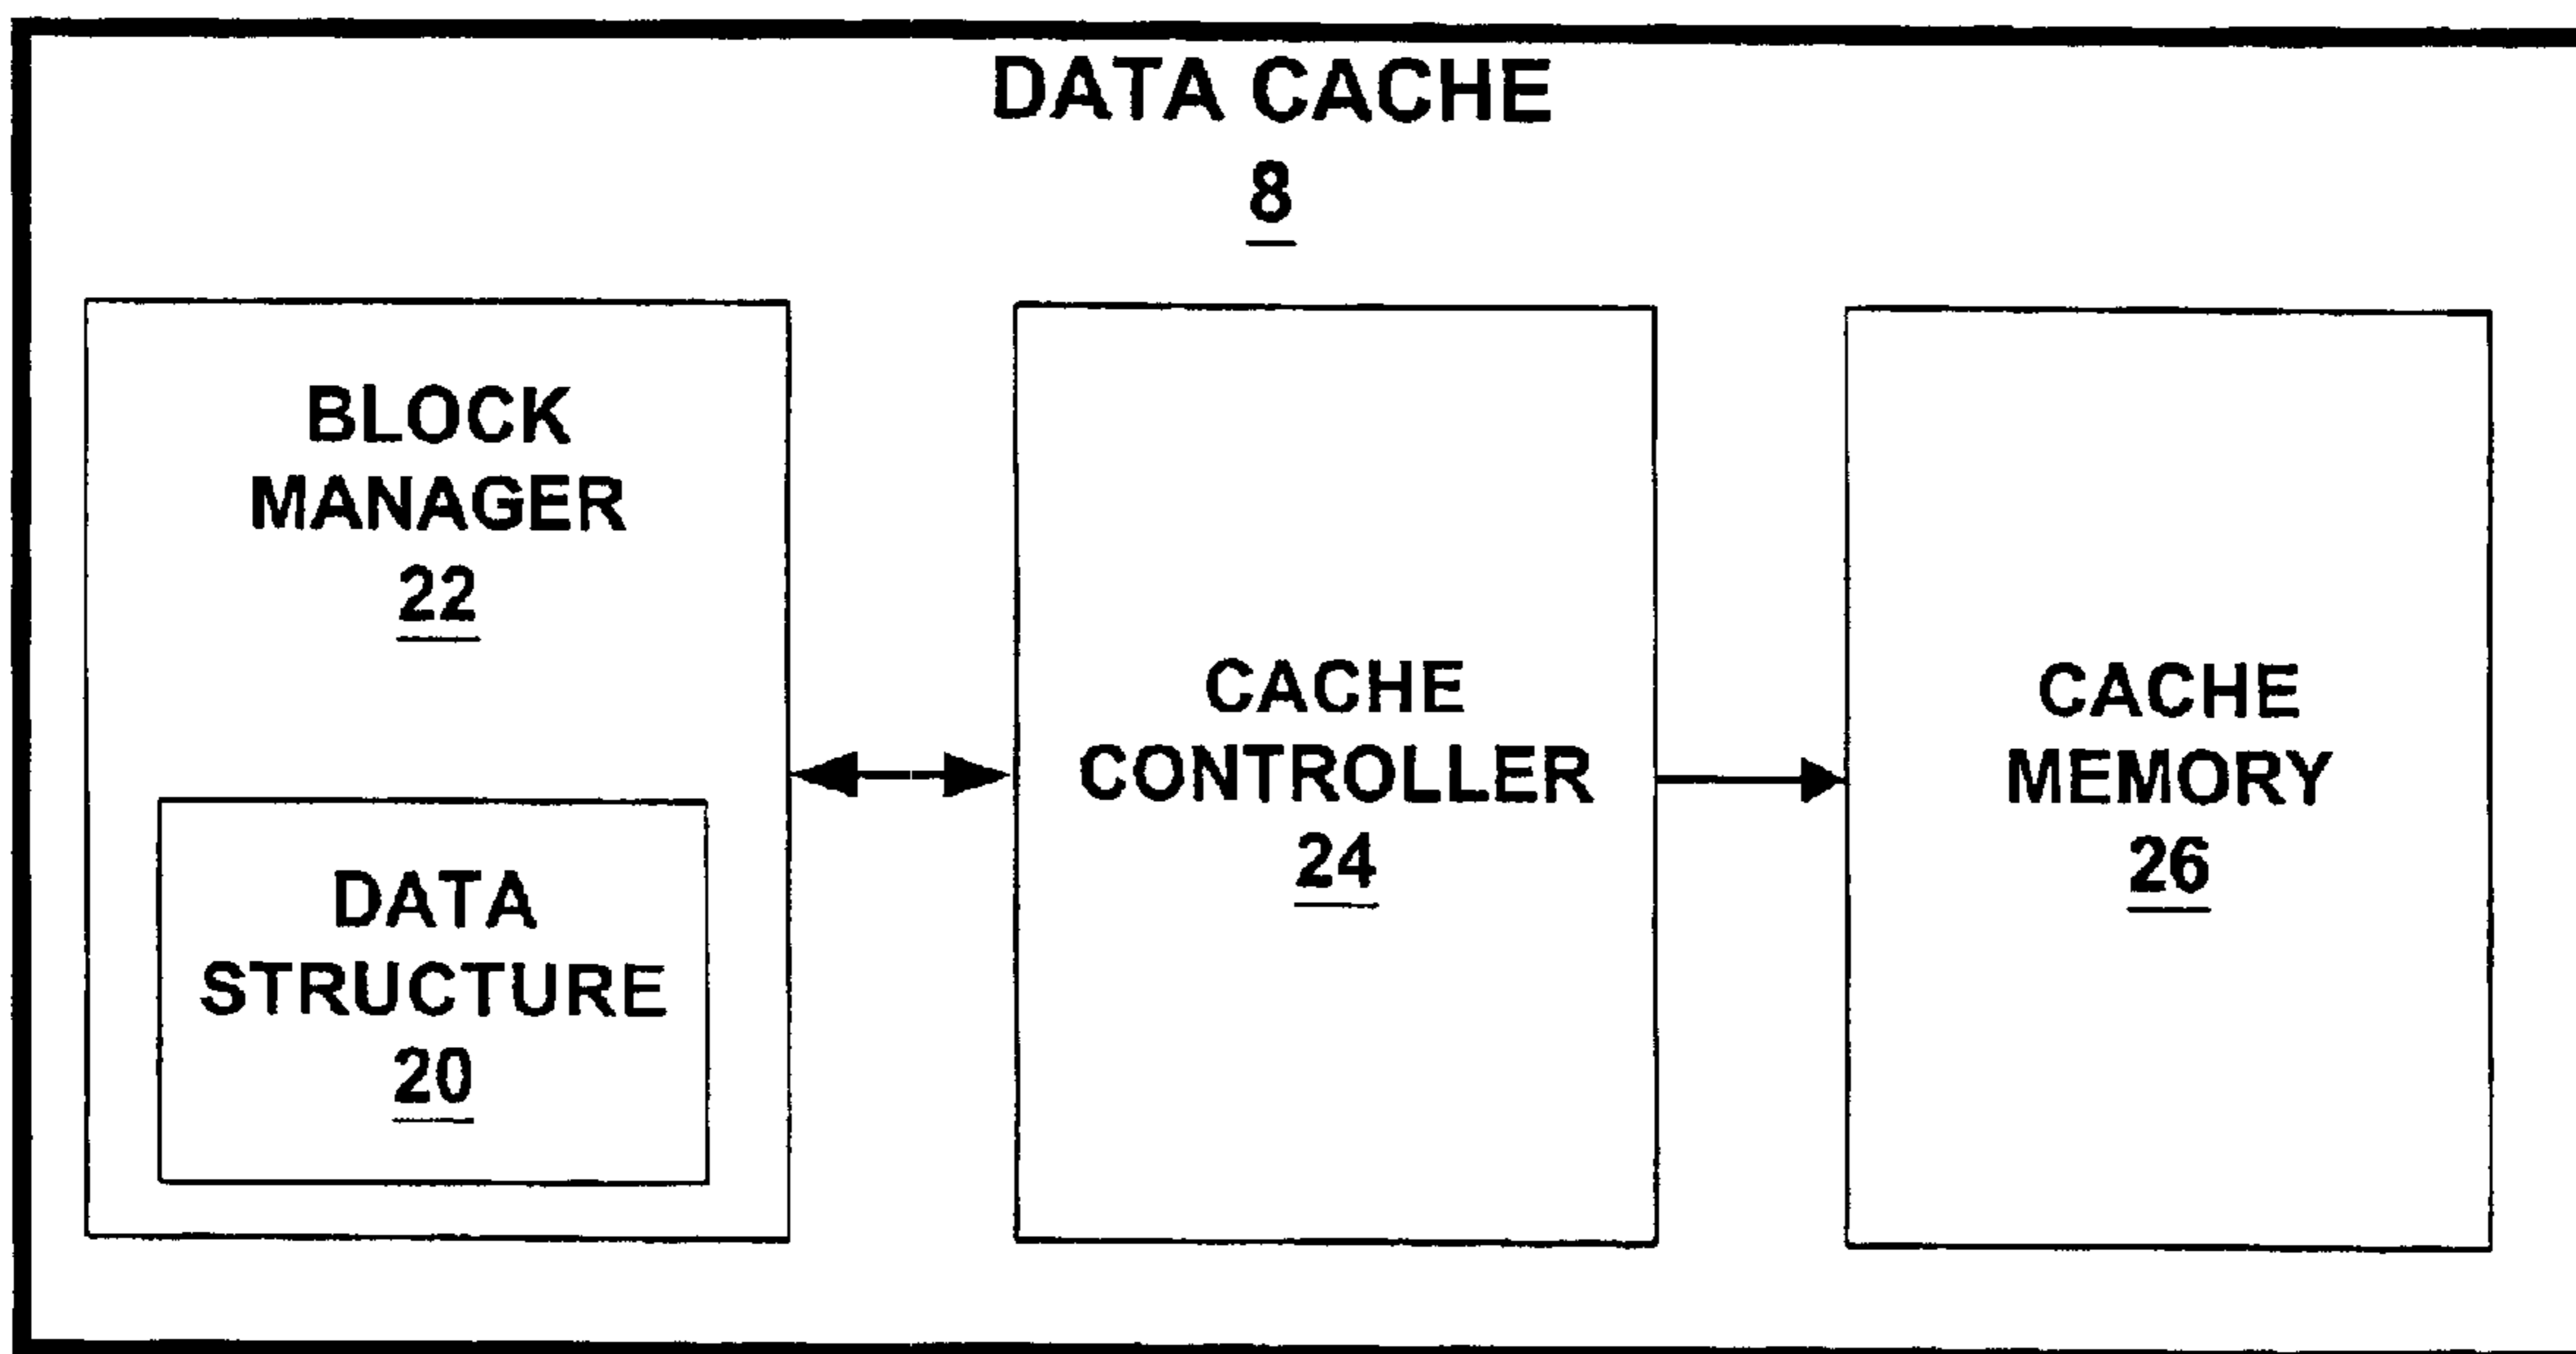 DATA CACHE
8
BLOCK
MANAGER
22
DATA
STRUCTURE
20
CACHE
CONTROLLER
24
CACHE
MEMORY
26